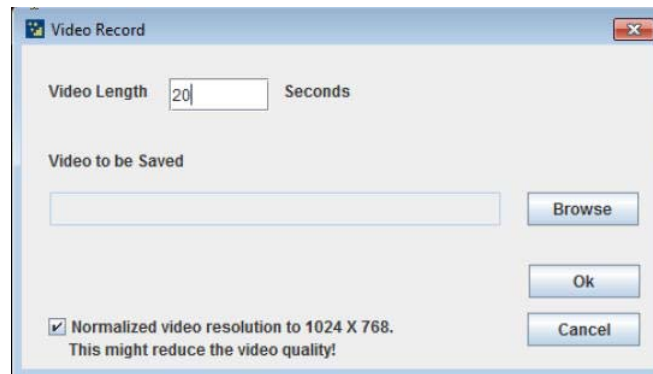 Video Record
Video Length 20 Seconds
Video to be Saved
Browse
Ok
Normalized video resolution to 1024 X 768.
This might reduce the video quality!
Cancel